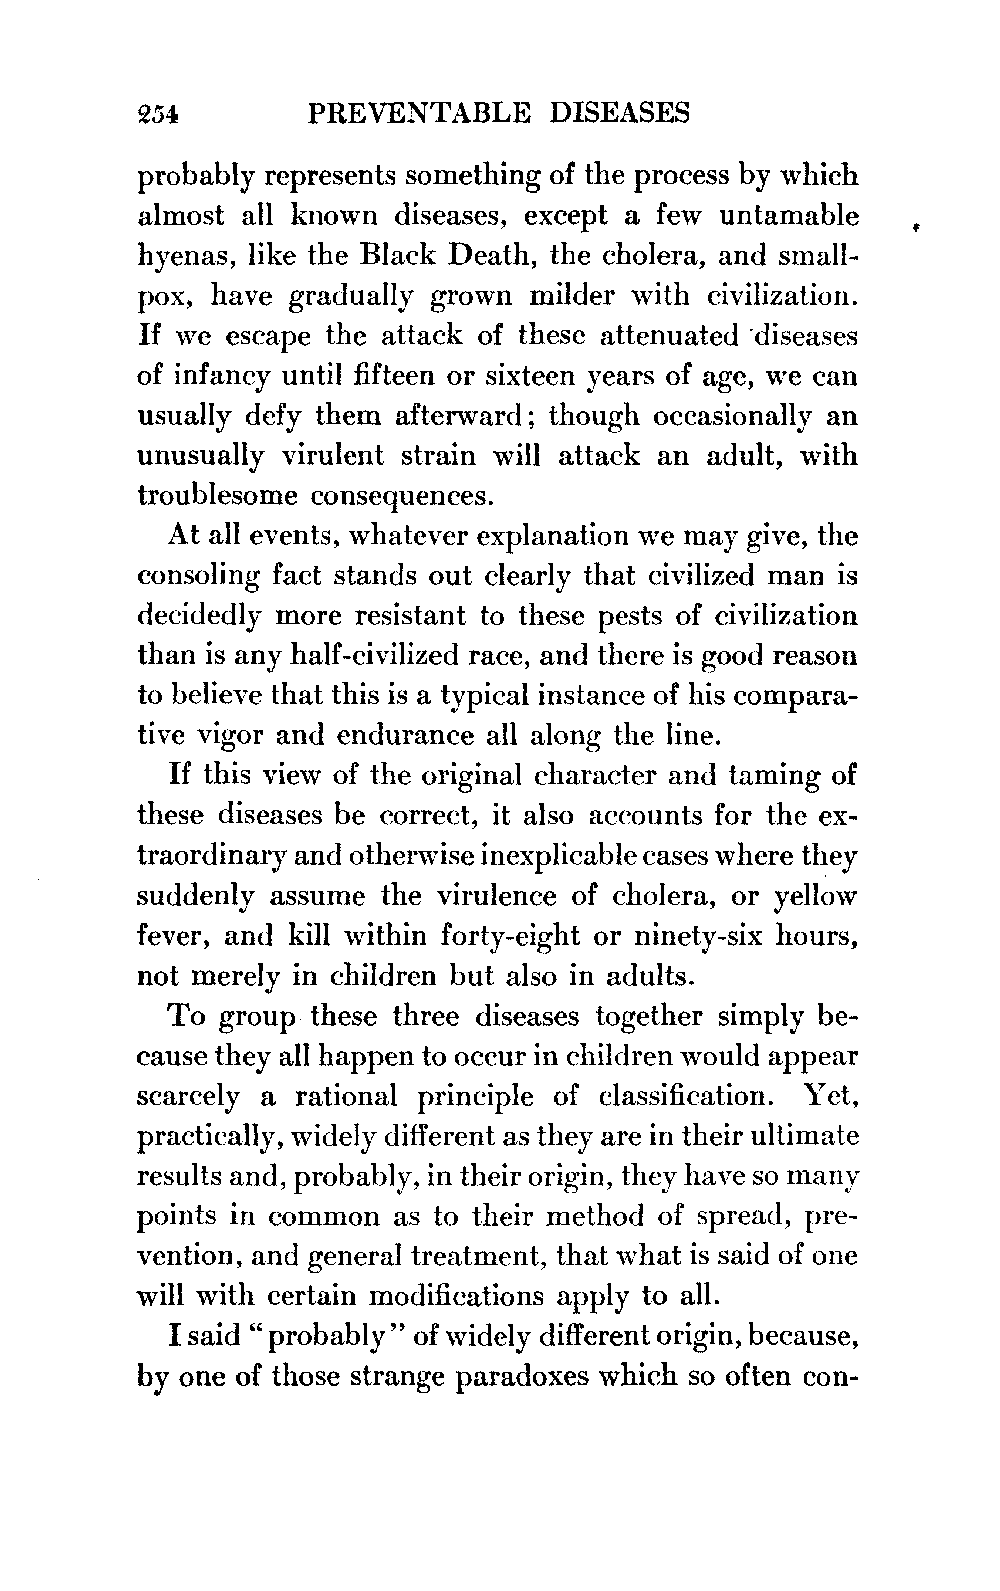 254 PREVENTABLE DISEASES
probably represents something of the process by which
almost all known diseases, except a few untamable
hyenas, like the Black Death, the cholera, and small-
pox, have gradually grown milder with civilization.
If we escape the attack of these attenuated diseases
of infancy until fifteen or sixteen years of age, we can
usually defy them afterward; though occasionally an
unusually virulent strain will attack an adult, with
troublesome consequences.
At all events, whatever explanation we may give, the
consoling fact stands out clearly that civilized man is
decidedly more resistant to these pests of civilization
than is any half-civilized race, and there is good reason
to believe that this is a typical instance of his compara-
tive vigor and endurance all along the line.
If this view of the original character and taming of
these diseases be correct, it also accounts for the ex-
traordinary and otherwise inexplicable cases where they
suddenly assume the virulence of cholera, or yellow
fever, and kill within forty-eight or ninety-six hours,
not merely in children but also in adults.
To group these three diseases together simply be-
cause they all happen to occur in children would appear
scarcely a rational principle of classification. Yet,
practically, widely different as they are in their ultimate
results and, probably, in their origin, they have so many
points in common as to their method of spread, pre-
vention, and general treatment, that what is said of one
will with certain modifications apply to all.
I said "probably" of widely different origin, because,
by one of those strange paradoxes which so often con-